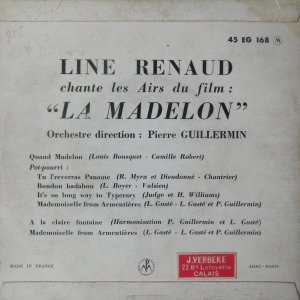 45 EG 168 M
LINE RENAUD
chante les Airs du film :
“LA MADELON”
Orchestre direction : Pierre GUILLERMIN
Quand Madelon (Louis Bousquet - Camille Robert)
Pot-pourri :
Tu l'reverras Paname (R. Myra et Dieudonné - Chantrier)
Boudou badabou (L. Boyer - Valsien)
It's so long way to Typerary (Judge et H. Williams)
Mademoiselle from Armentières (L. Gasté - L. Gasté et P. Guillermin)
A la claire fontaine (Harmonisation P. Guillermin et L. Gasté)
Mademoiselle from Armentières (L. Gasté - L. Gasté et P. Guillermin)
J. VERBEKE
Lafayette
CALAIS
MADE IN FRANCE
PARIS